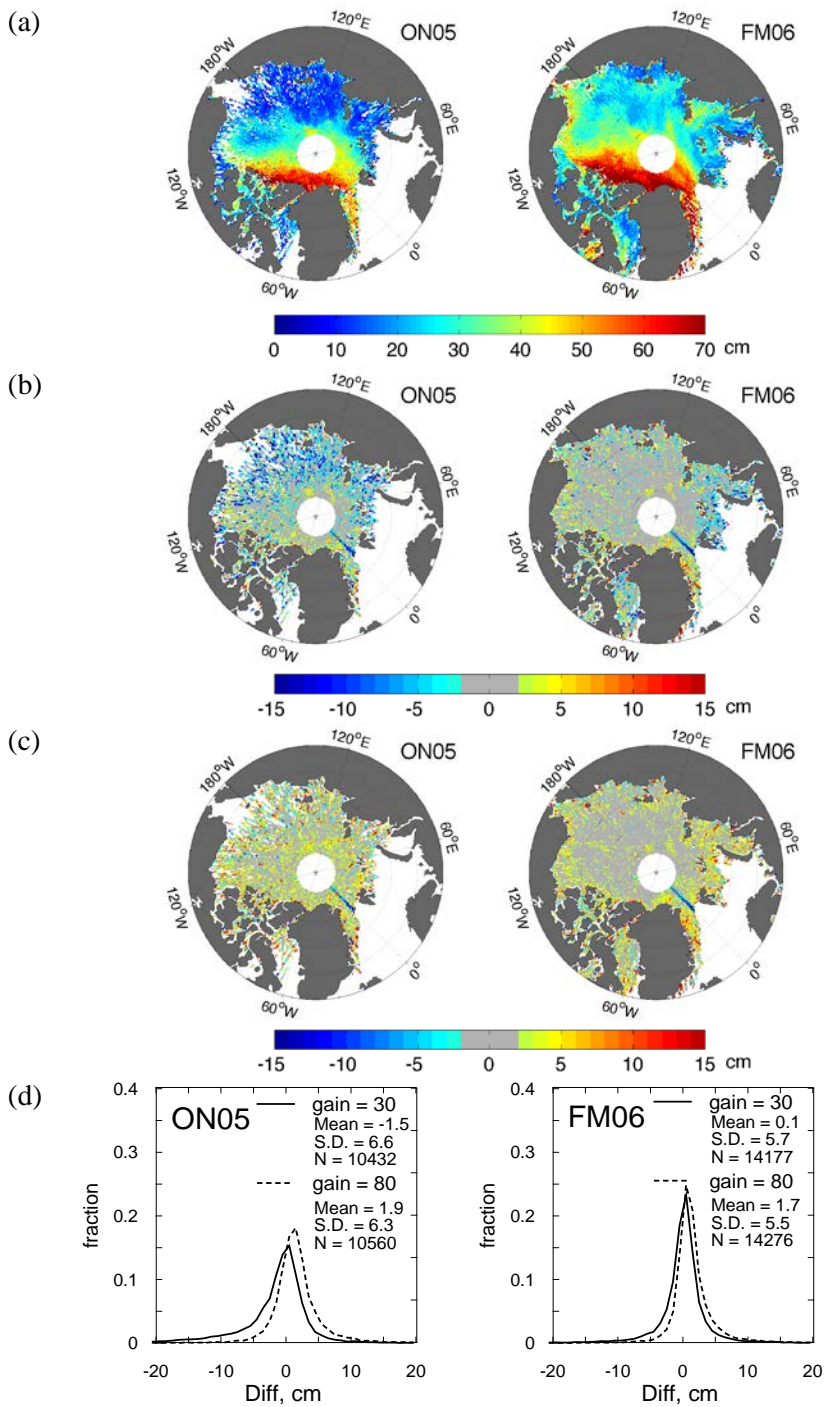 (a)
ON05
FM06
120°E
180°W
60°E
120°W
0°
60°W
120°E
180°W
60°E
120°W
0°
60°W
0 10 20 30 40 50 60 70 cm
(b)
ON05
FM06
120°E
180°W
60°E
120°W
0°
60°W
120°E
180°W
60°E
120°W
0°
60°W
-15 -10 -5 0 5 10 15 cm
(c)
ON05
FM06
120°E
180°W
60°E
120°W
0°
60°W
120°E
180°W
60°E
120°W
0°
60°W
-15 -10 -5 0 5 10 15 cm
(d)
ON05
gain = 30
Mean = -1.5
S.D. = 6.6
N = 10432
gain = 80
Mean = 1.9
S.D. = 6.3
N = 10560
fraction
0.4
0.3
0.2
0.1
0
-20 -10 0 10 20
Diff, cm
FM06
gain = 30
Mean = 0.1
S.D. = 5.7
N = 14177
gain = 80
Mean = 1.7
S.D. = 5.5
N = 14276
fraction
0.4
0.3
0.2
0.1
0
-20 -10 0 10 20
Diff, cm